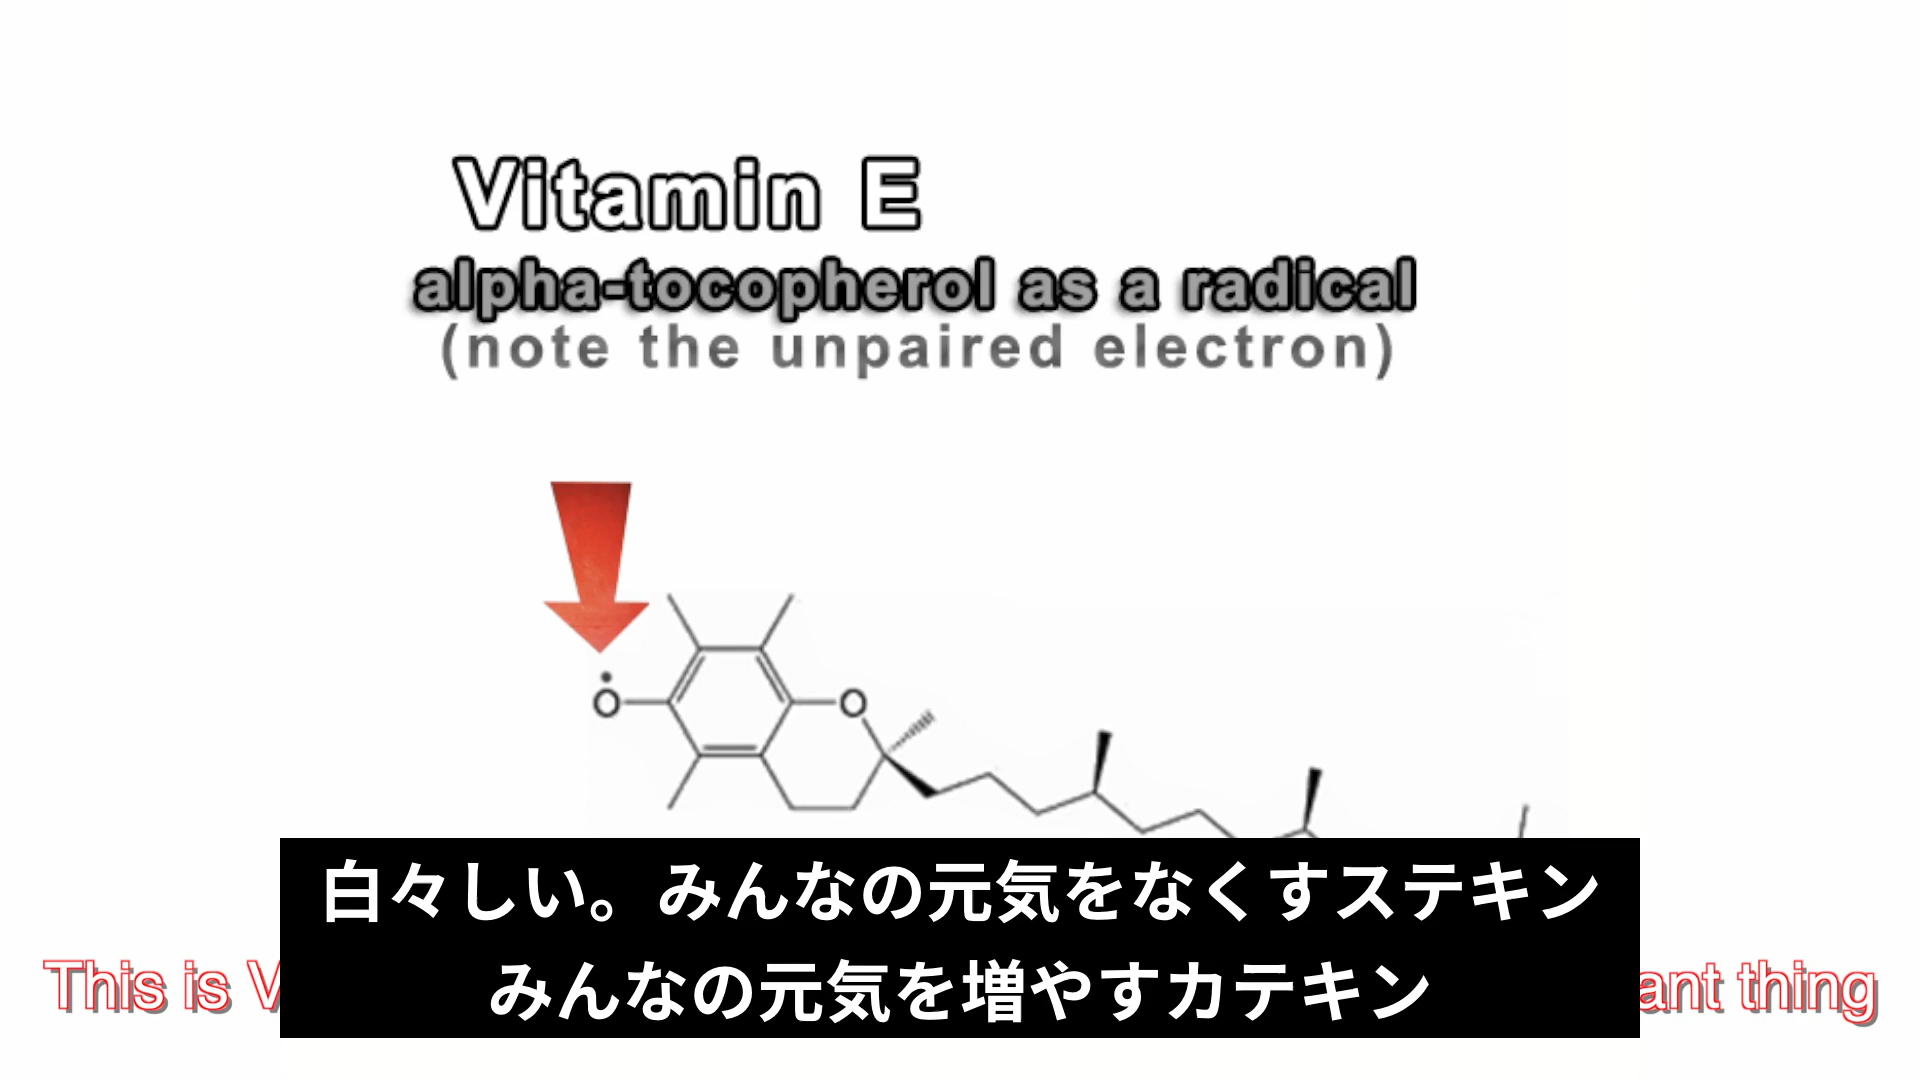 Vitamin E
alpha-tocopherol as a radical
(note the unpaired electron)
O
O
白々しい。みんなの元気をなくすステキン
みんなの元気を増やすカテキン
This is V
ant thing